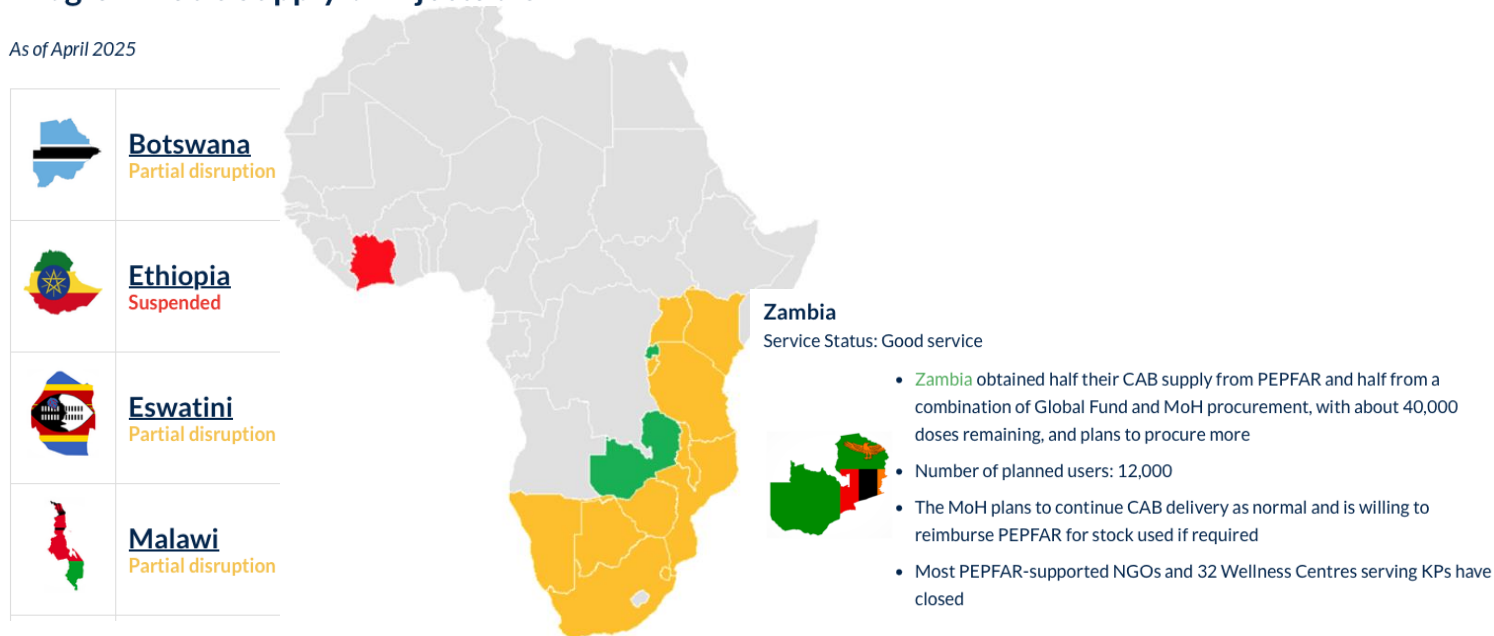 As of April 2025
Botswana
Partial disruption
Ethiopia
Suspended
Eswatini
Partial disruption
Malawi
Partial disruption
Zambia
Service Status: Good service
• Zambia obtained half their CAB supply from PEPFAR and half from a
combination of Global Fund and MoH procurement, with about 40,000
doses remaining, and plans to procure more
• Number of planned users: 12,000
• The MoH plans to continue CAB delivery as normal and is willing to
reimburse PEPFAR for stock used if required
• Most PEPFAR-supported NGOs and 32 Wellness Centres serving KPs have
closed